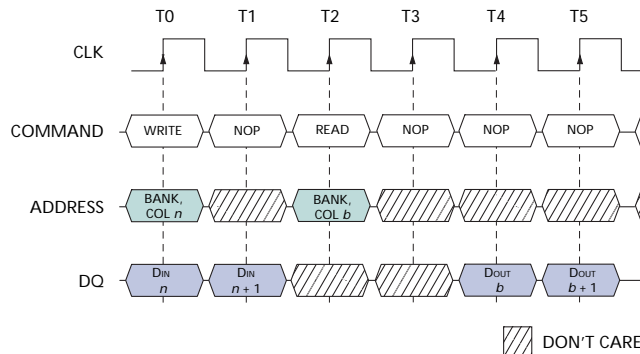 T0 T1 T2 T3 T4 T5
CLK
COMMAND WRITE NOP READ NOP NOP NOP
ADDRESS BANK, COL n BANK, COL b
DQ DIN n DIN n + 1 DOUT b DOUT b + 1
DON'T CARE